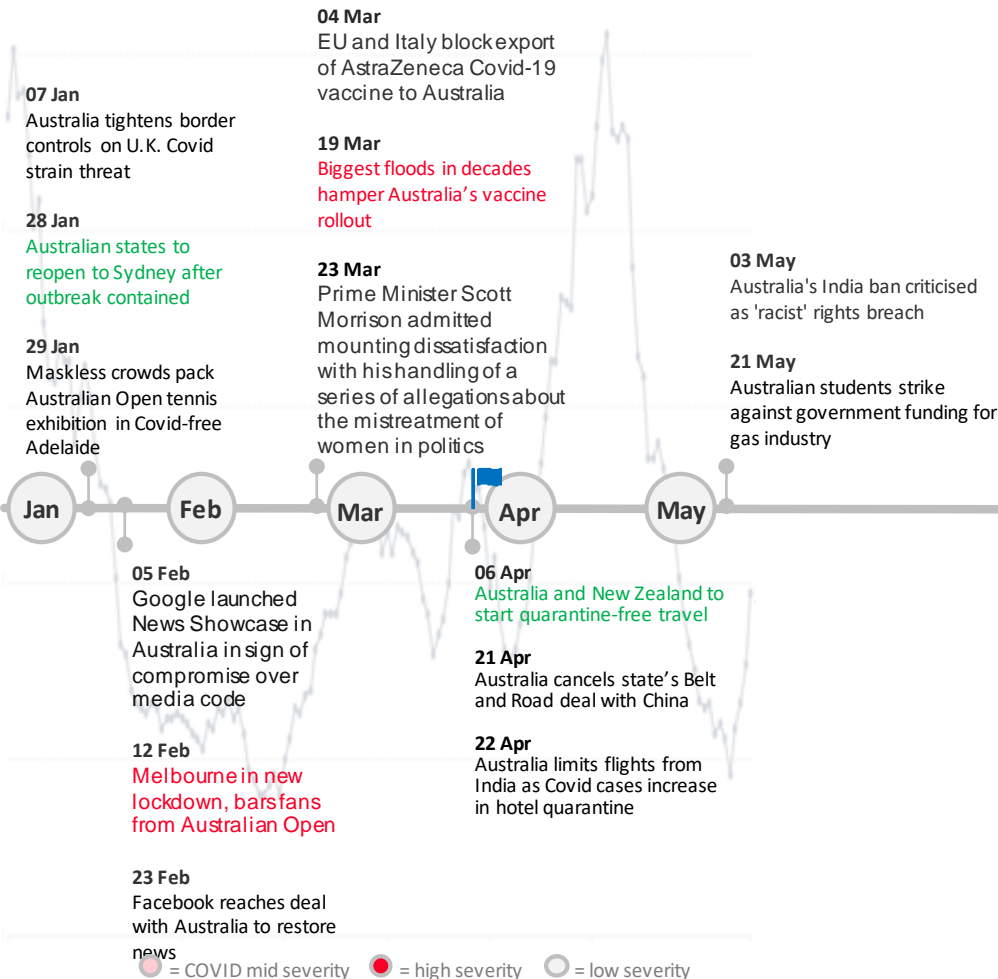 07 Jan
Australia tightens border
controls on U.K. Covid
strain threat
28 Jan
Australian states to
reopen to Sydney after
outbreak contained
29 Jan
Maskless crowds pack
Australian Open tennis
exhibition in Covid-free
Adelaide
04 Mar
EU and Italy block export
of AstraZeneca Covid-19
vaccine to Australia
19 Mar
Biggest floods in decades
hamper Australia’s vaccine
rollout
23 Mar
Prime Minister Scott
Morrison admitted
mounting dissatisfaction
with his handling of a
series of allegations about
the mistreatment of
women in politics
03 May
Australia's India ban criticised
as 'racist' rights breach
21 May
Australian students strike
against government funding for
gas industry
Jan
Feb
Mar
Apr
May
05 Feb
Google launched
News Showcase in
Australia in sign of
compromise over
media code
12 Feb
Melbourne in new
lockdown, bars fans
from Australian Open
23 Feb
Facebook reaches deal
with Australia to restore
news
06 Apr
Australia and New Zealand to
start quarantine-free travel
21 Apr
Australia cancels state’s Belt
and Road deal with China
22 Apr
Australia limits flights from
India as Covid cases increase
in hotel quarantine
= COVID mid severity
= high severity
= low severity